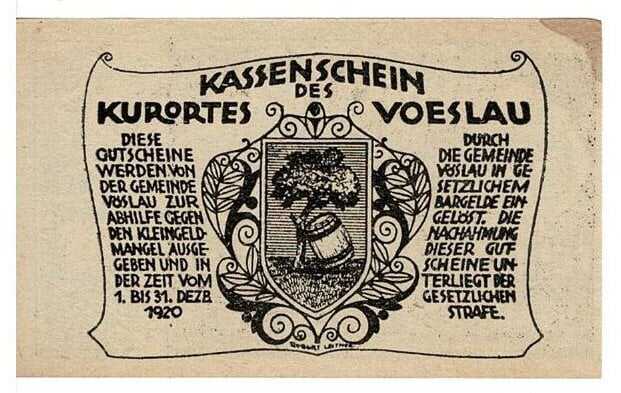 KASSENSCHEIN
DES
KURORTES VOESLAU
DIESE
GUTSCHEINE
WERDEN VON
DER GEMEINDE
VÖSLAU ZUR
ABHILFE GEGEN
DEN KLEINGELD-
MANGEL AUSGE-
GEBEN UND IN
DER ZEIT VOM
1. BIS 31. DEZB.
1920
DURCH
DIE GEMEINDE
VÖSLAU IN GE-
SETZLICHEM
BARGELDE EIN-
GELÖST. DIE
NACHAHMUNG
DIESER GUT-
SCHEINE UN-
TERLIEGT DER
GESETZLICHEN
STRAFE.